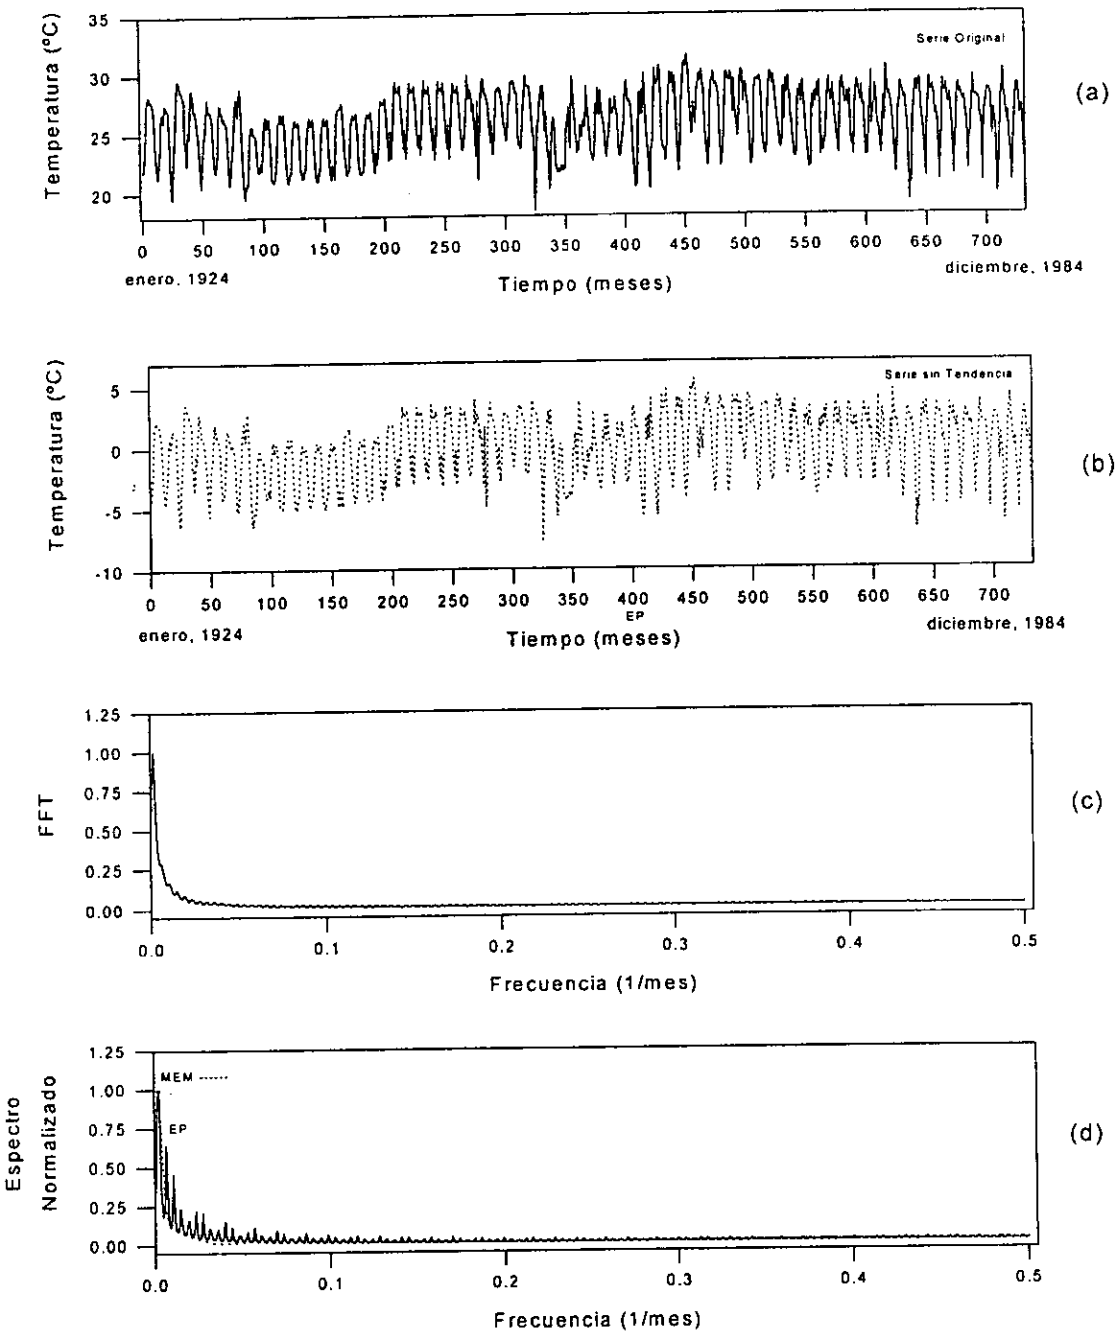 35
30
25
20
Temperatura (ºC)
Serie Original
(a)
0 50 100 150 200 250 300 350 400 450 500 550 600 650 700
enero, 1924
diciembre, 1984
Tiempo (meses)
5
0
-5
-10
Temperatura (ºC)
Serie sin Tendencia
(b)
0 50 100 150 200 250 300 350 400 450 500 550 600 650 700
EP
enero, 1924
diciembre, 1984
Tiempo (meses)
1.25
1.00
0.75
0.50
0.25
0.00
FFT
(c)
0.0 0.1 0.2 0.3 0.4 0.5
Frecuencia (1/mes)
1.25
1.00
0.75
0.50
0.25
0.00
Espectro
Normalizado
MEM ------
EP
(d)
0.0 0.1 0.2 0.3 0.4 0.5
Frecuencia (1/mes)